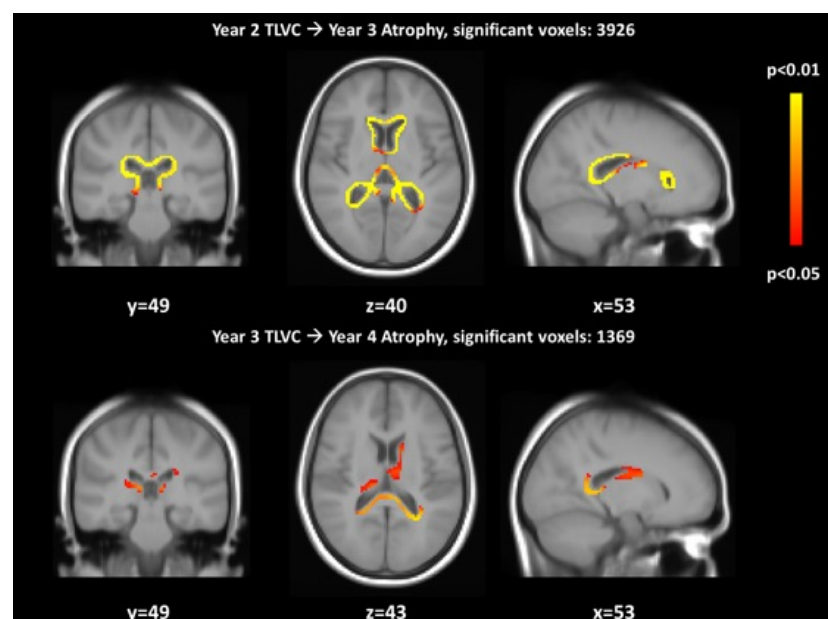 Year 2 TLVC → Year 3 Atrophy, significant voxels: 3926
p<0.01
p<0.05
y=49 z=40 x=53
Year 3 TLVC → Year 4 Atrophy, significant voxels: 1369
y=49 z=43 x=53